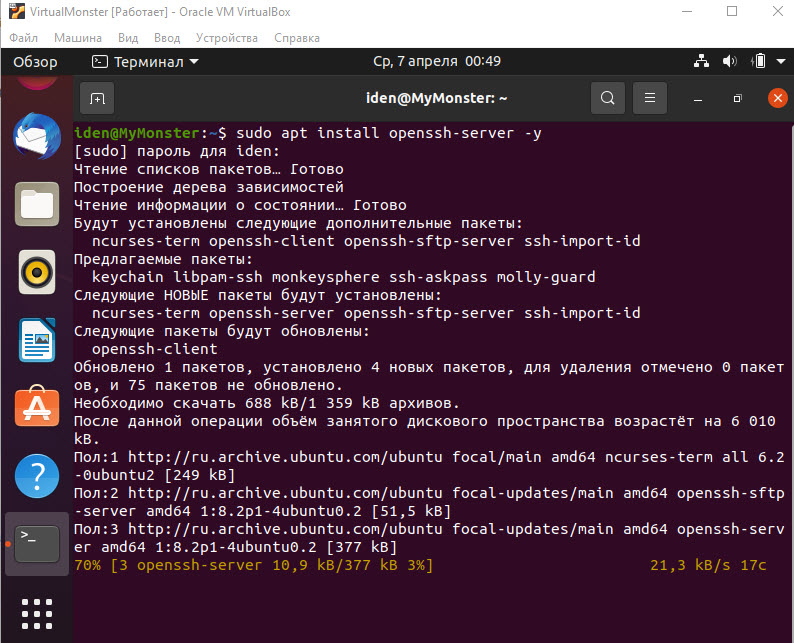 VirtualMonster [Работает] - Oracle VM VirtualBox
Файл Машина Вид Ввод Устройства Справка
Обзор Терминал Ср, 7 апреля 00:49
iden@MyMonster: ~
iden@MyMonster:~$ sudo apt install openssh-server -y
[sudo] пароль для iden:
Чтение списков пакетов… Готово
Построение дерева зависимостей
Чтение информации о состоянии… Готово
Будут установлены следующие дополнительные пакеты:
ncurses-term openssh-client openssh-sftp-server ssh-import-id
Предлагаемые пакеты:
keychain libpam-ssh monkeysphere ssh-askpass molly-guard
Следующие НОВЫЕ пакеты будут установлены:
ncurses-term openssh-server openssh-sftp-server ssh-import-id
Следующие пакеты будут обновлены:
openssh-client
Обновлено 1 пакетов, установлено 4 новых пакетов, для удаления отмечено 0 пакет
ов, и 75 пакетов не обновлено.
Необходимо скачать 688 kB/1 359 kB архивов.
После данной операции объём занятого дискового пространства возрастёт на 6 010
kB.
Пол:1 http://ru.archive.ubuntu.com/ubuntu focal/main amd64 ncurses-term all 6.2
-0ubuntu2 [249 kB]
Пол:2 http://ru.archive.ubuntu.com/ubuntu focal-updates/main amd64 openssh-sftp
-server amd64 1:8.2p1-4ubuntu0.2 [51,5 kB]
Пол:3 http://ru.archive.ubuntu.com/ubuntu focal-updates/main amd64 openssh-serv
er amd64 1:8.2p1-4ubuntu0.2 [377 kB]
70% [3 openssh-server 10,9 kB/377 kB 3%] 21,3 kB/s 17с